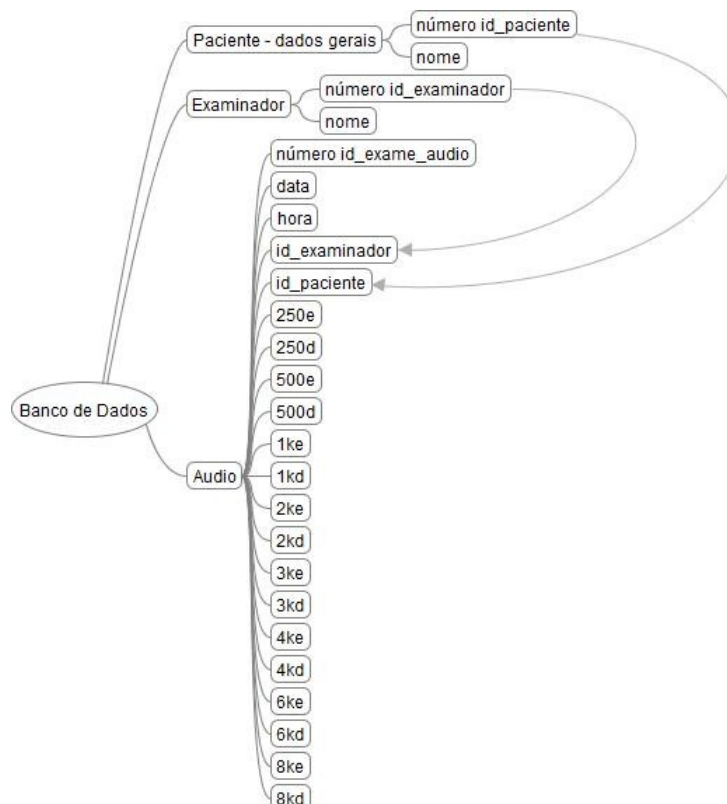 Paciente - dados gerais
número id_paciente
nome
Examinador
número id_examinador
nome
Banco de Dados
Audio
número id_exame_audio
data
hora
id_examinador
id_paciente
250e
250d
500e
500d
1ke
1kd
2ke
2kd
3ke
3kd
4ke
4kd
6ke
6kd
8ke
8kd